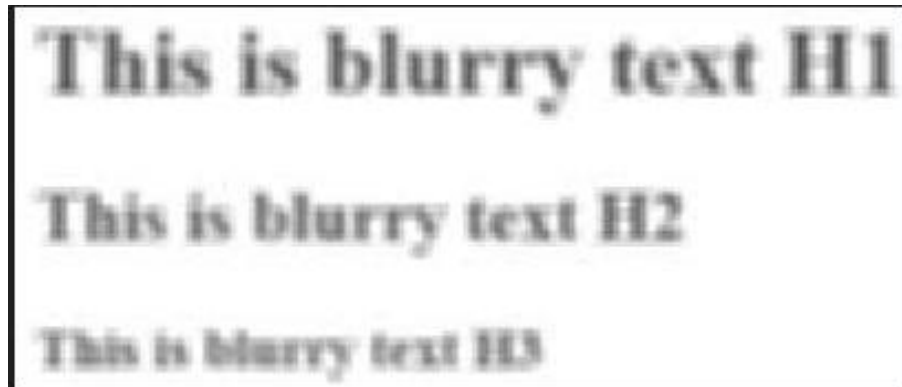 This is blurry text H1
This is blurry text H2
This is blurry text H3